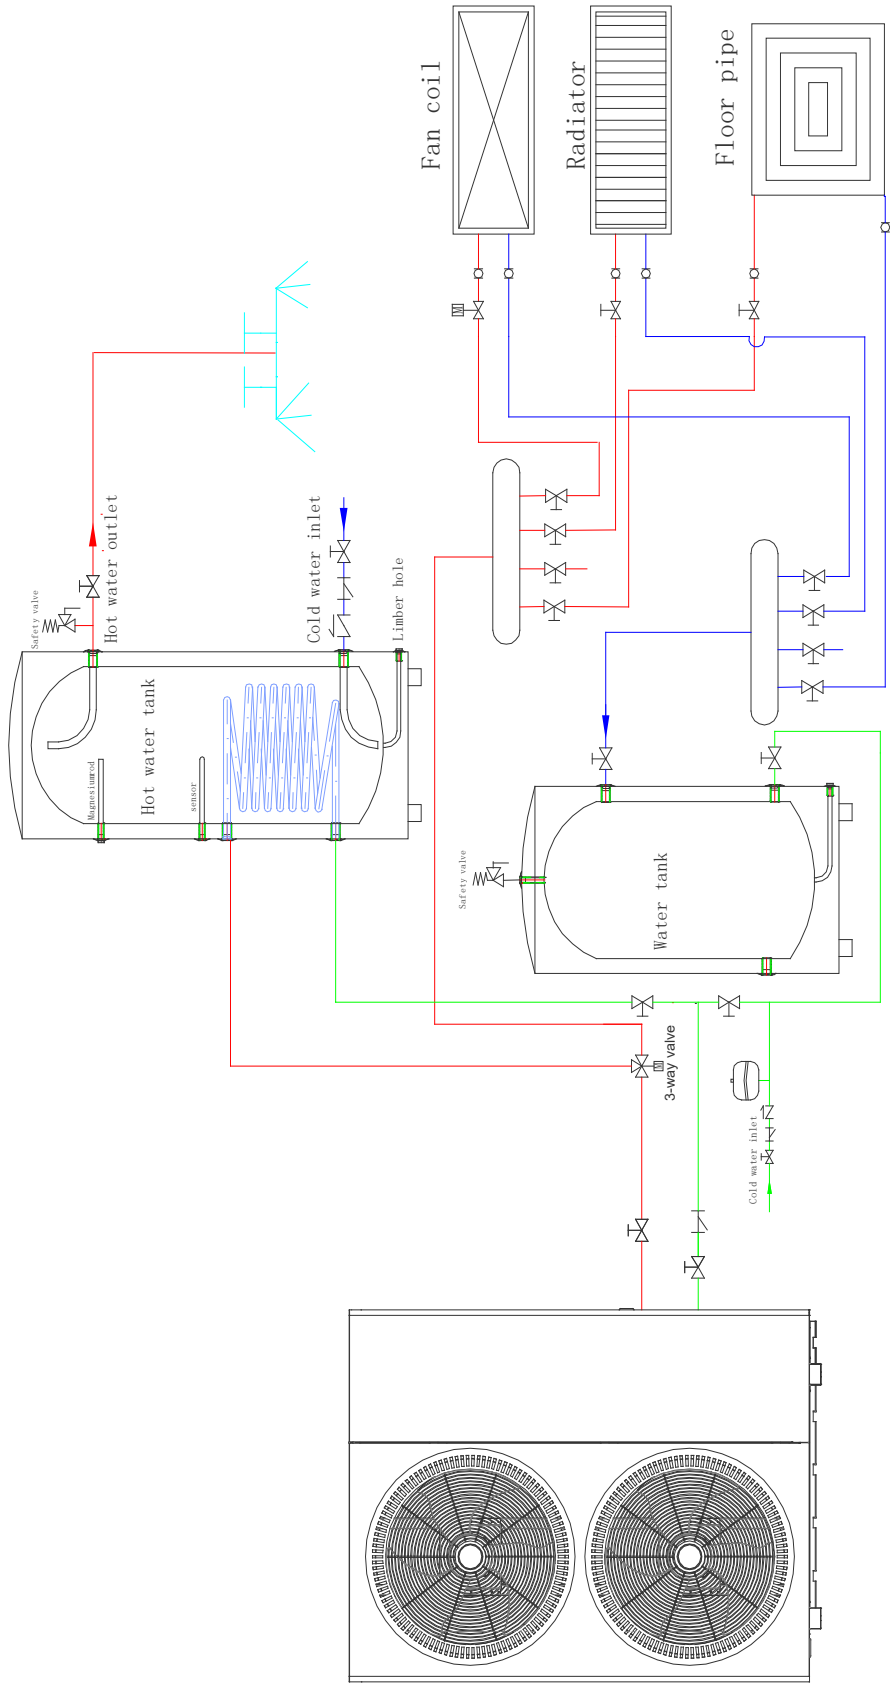 Fan coil
Radiator
Floor pipe
Hot water outlet
Cold water inlet
Limber hole
Safety valve
Hot water tank
Magnesiumrod
sensor
Safety valve
Water tank
M
3-way valve
M
Cold water inlet